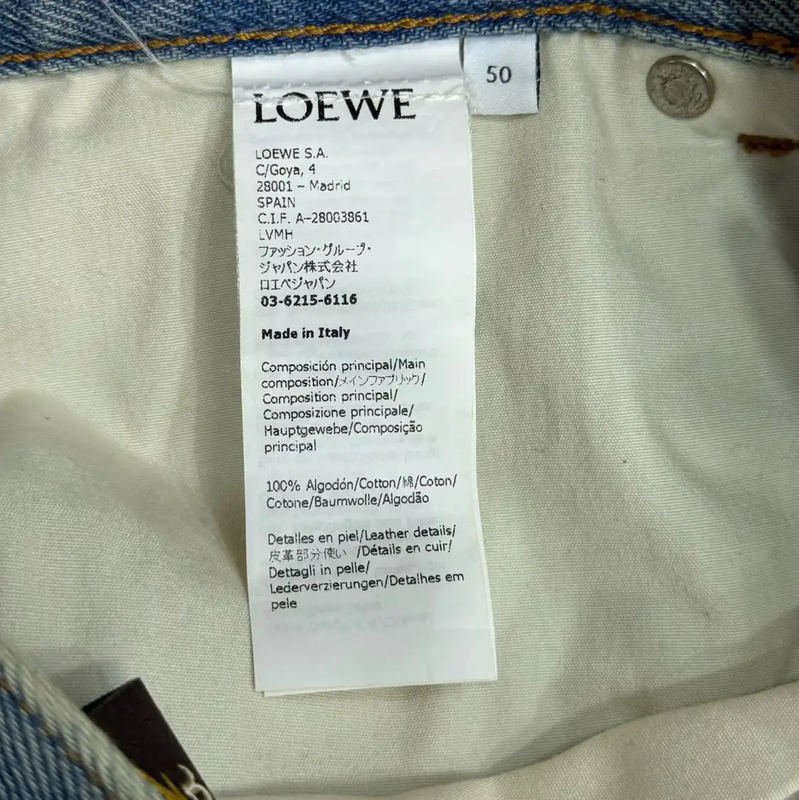 LOEWE
50
LOEWE S.A.
C/Goya, 4
28001 – Madrid
SPAIN
C.I.F. A–28003861
LVMH
ファッション・グループ・
ジャパン株式会社
ロエベジャパン
03-6215-6116
Made in Italy
Composición principal/Main
composition/メインファブリック/
Composition principal/
Composizione principale/
Hauptgewebe/Composição
principal
100% Algodón/Cotton/綿/Coton/
Cotone/Baumwolle/Algodão
Detalles en piel/Leather details/
皮革部分使い /Détails en cuir/
Dettagli in pelle/
Lederverzierungen/Detalhes em
pele